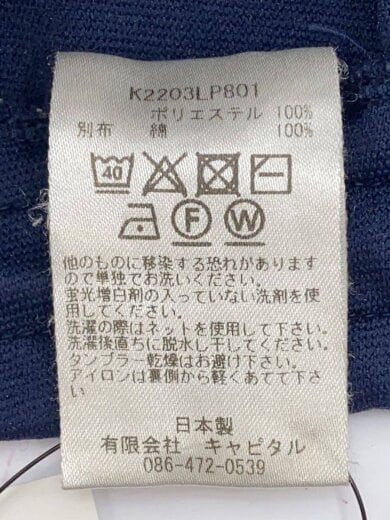 K2203LP801
ポリエステル 100%
別布 綿 100%
40
F W
他のものに移染する恐れがあります
ので単独でお洗いください。
蛍光増白剤の入っていない洗剤を使
用してください。
洗濯の際はネットを使用して下さい。
洗濯後直ちに脱水し干してください。
タンブラー乾燥はお避け下さい。
アイロンは裏側から軽くあてて下さ
い
日本製
有限会社 キャピタル
086-472-0539